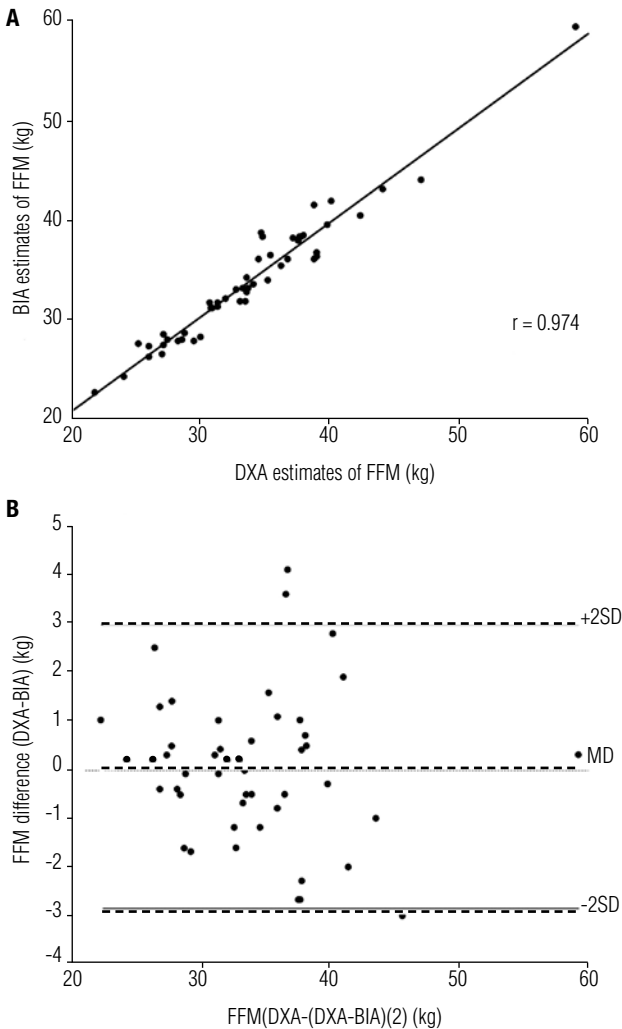 A
60
50
40
30
20
BIA estimates of FFM (kg)
r = 0.974
20 30 40 50 60
DXA estimates of FFM (kg)
B
5
4
3
2
1
0
-1
-2
-3
-4
FFM difference (DXA-BIA) (kg)
+2SD
MD
-2SD
20 30 40 50 60
FFM(DXA-(DXA-BIA)(2) (kg)